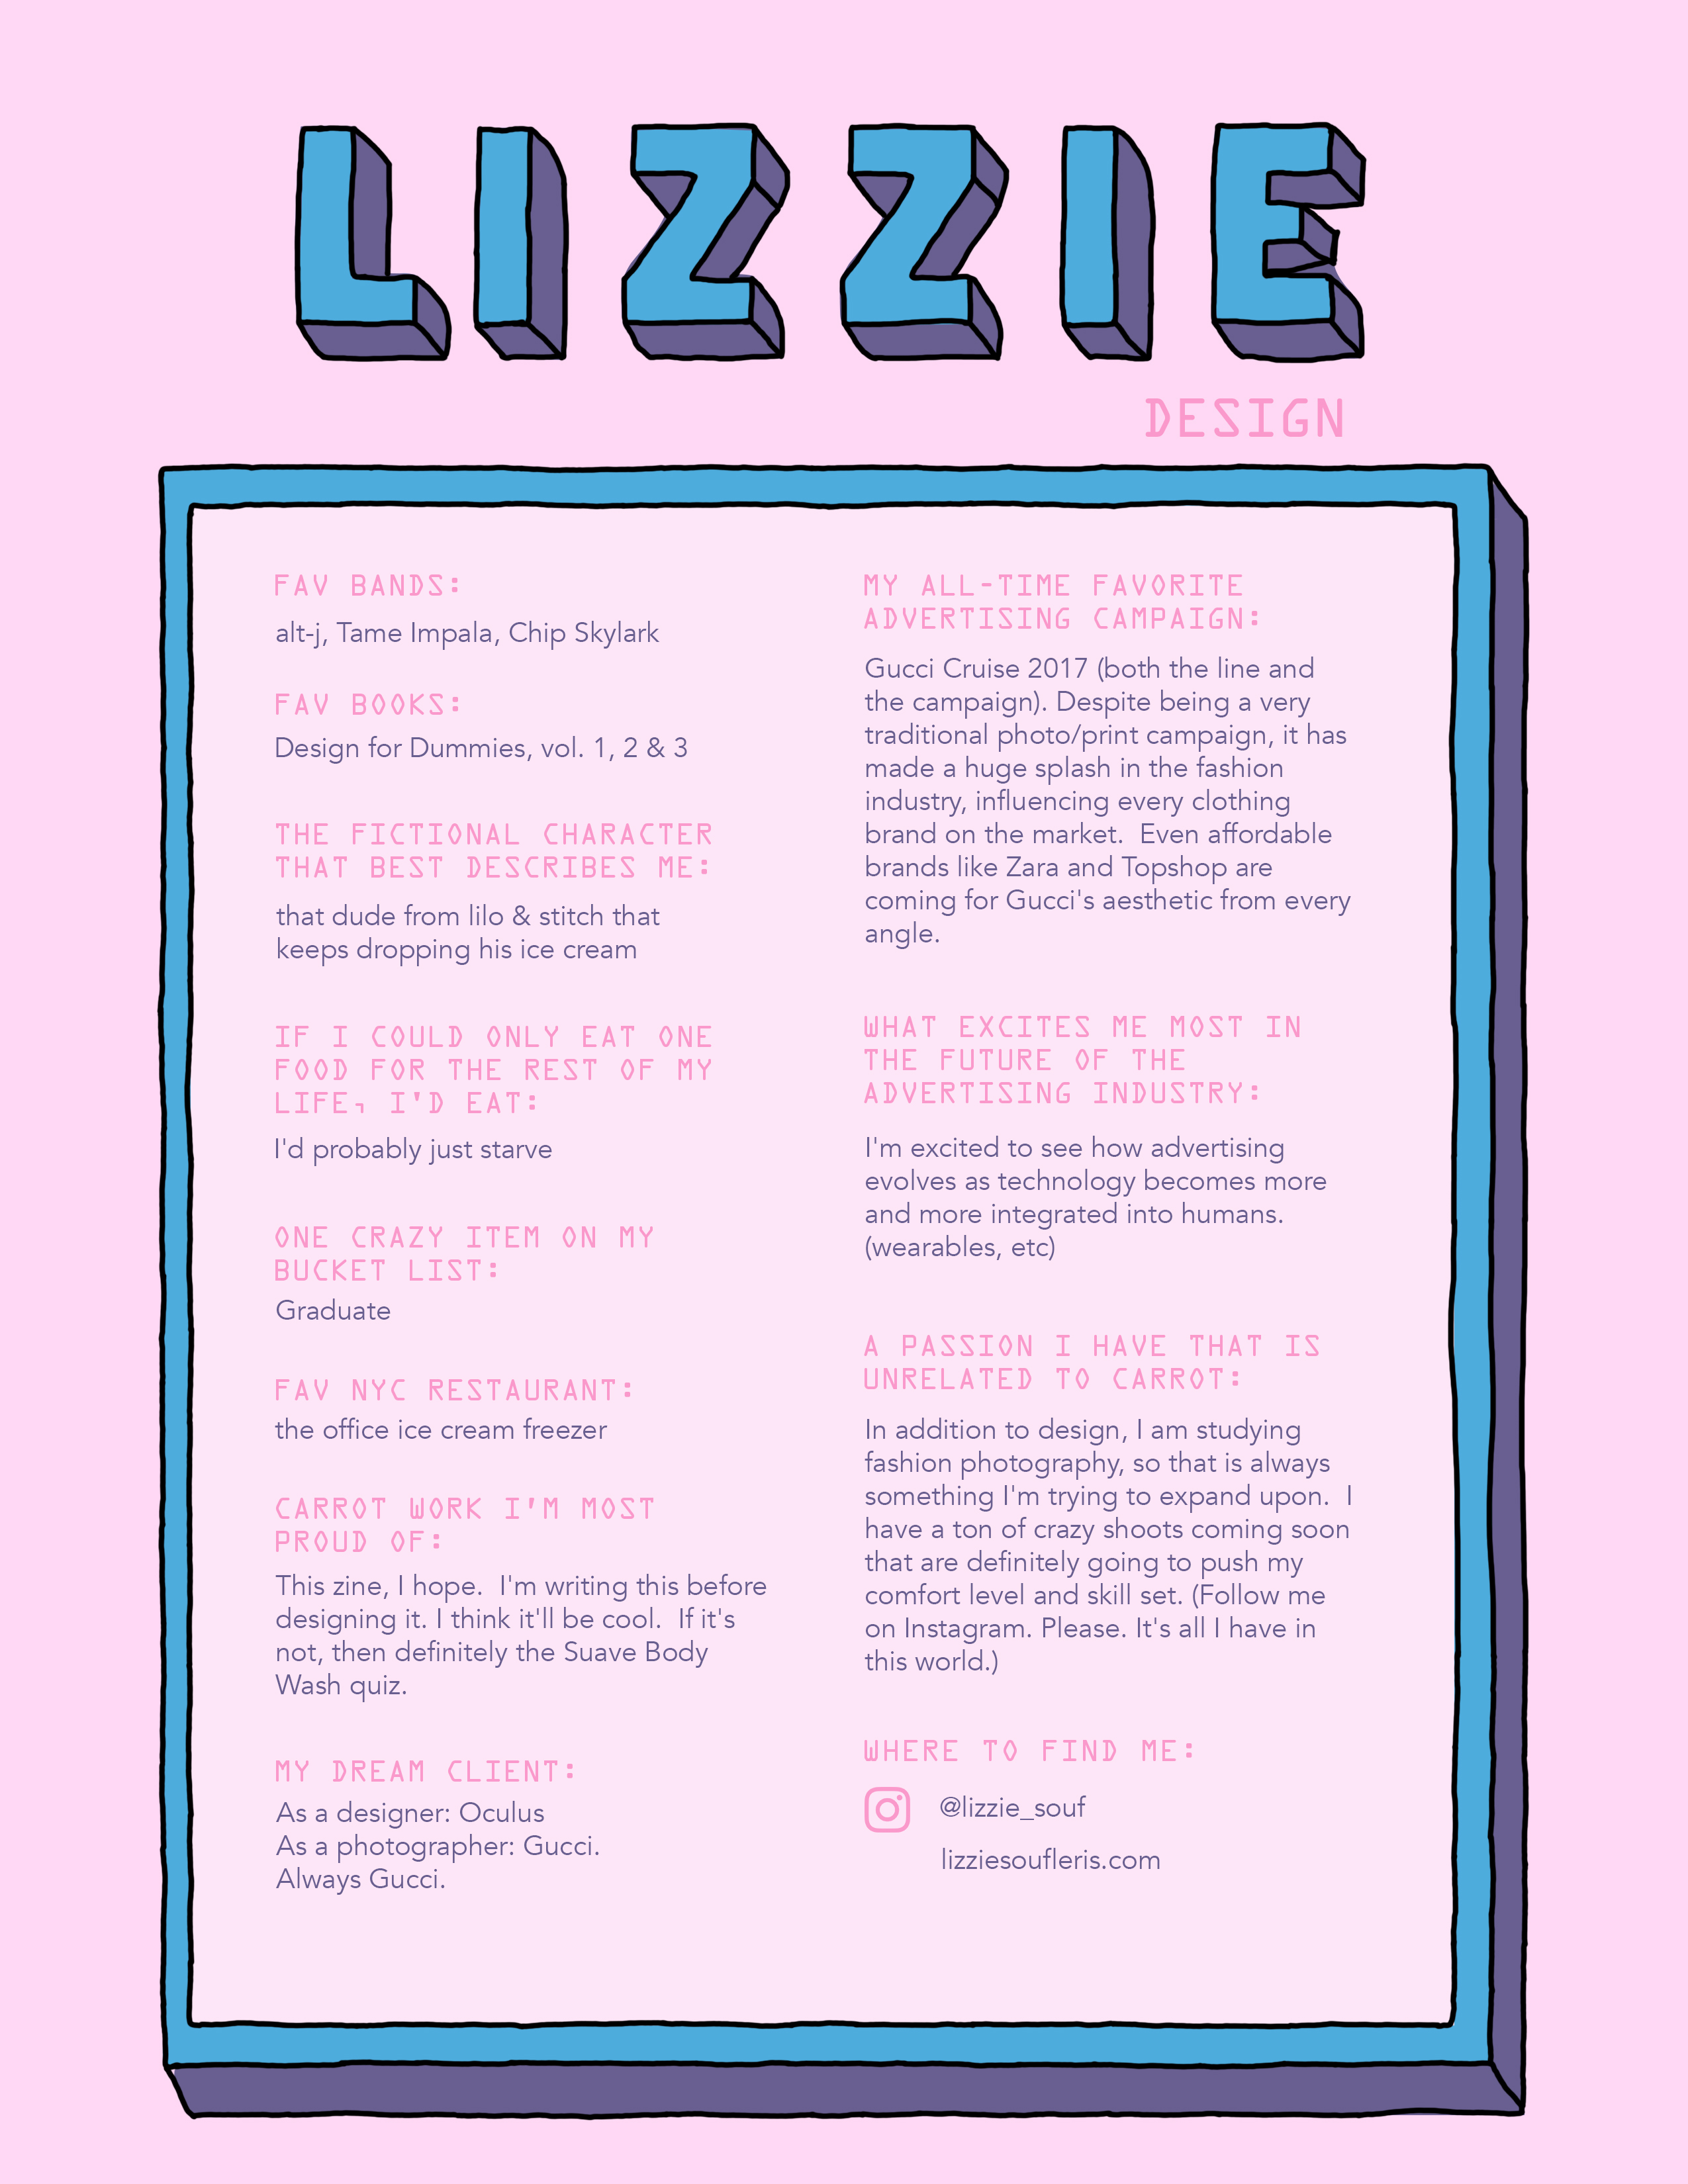 LIZZIE
DESIGN
FAV BANDS:
alt-j, Tame Impala, Chip Skylark
FAV BOOKS:
Design for Dummies, vol. 1, 2 & 3
THE FICTIONAL CHARACTER
THAT BEST DESCRIBES ME:
that dude from lilo & stitch that
keeps dropping his ice cream
IF I COULD ONLY EAT ONE
FOOD FOR THE REST OF MY
LIFE, I'D EAT:
I'd probably just starve
ONE CRAZY ITEM ON MY
BUCKET LIST:
Graduate
FAV NYC RESTAURANT:
the office ice cream freezer
CARROT WORK I'M MOST
PROUD OF:
This zine, I hope.  I'm writing this before
designing it. I think it'll be cool.  If it's
not, then definitely the Suave Body
Wash quiz.
MY DREAM CLIENT:
As a designer: Oculus
As a photographer: Gucci.
Always Gucci.
MY ALL-TIME FAVORITE
ADVERTISING CAMPAIGN:
Gucci Cruise 2017 (both the line and
the campaign). Despite being a very
traditional photo/print campaign, it has
made a huge splash in the fashion
industry, influencing every clothing
brand on the market.  Even affordable
brands like Zara and Topshop are
coming for Gucci's aesthetic from every
angle.
WHAT EXCITES ME MOST IN
THE FUTURE OF THE
ADVERTISING INDUSTRY:
I'm excited to see how advertising
evolves as technology becomes more
and more integrated into humans.
(wearables, etc)
A PASSION I HAVE THAT IS
UNRELATED TO CARROT:
In addition to design, I am studying
fashion photography, so that is always
something I'm trying to expand upon.  I
have a ton of crazy shoots coming soon
that are definitely going to push my
comfort level and skill set. (Follow me
on Instagram. Please. It's all I have in
this world.)
WHERE TO FIND ME:
@lizzie_souf
lizziesoufleris.com